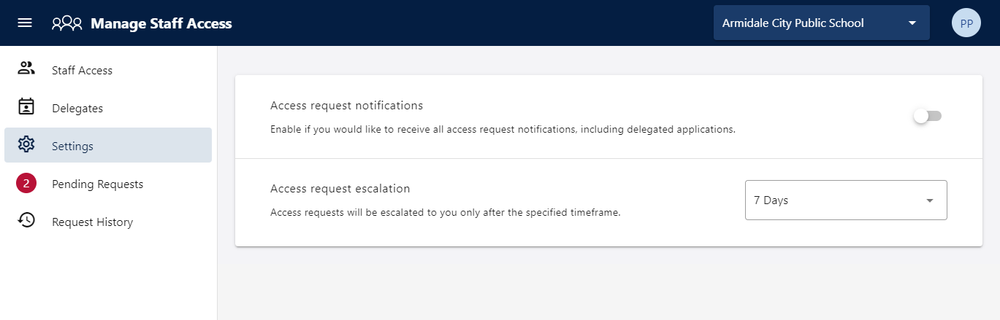 Manage Staff Access
Armidale City Public School
PP
Staff Access
Delegates
Settings
2 Pending Requests
Request History
Access request notifications
Enable if you would like to receive all access request notifications, including delegated applications.
Access request escalation
Access requests will be escalated to you only after the specified timeframe.
7 Days